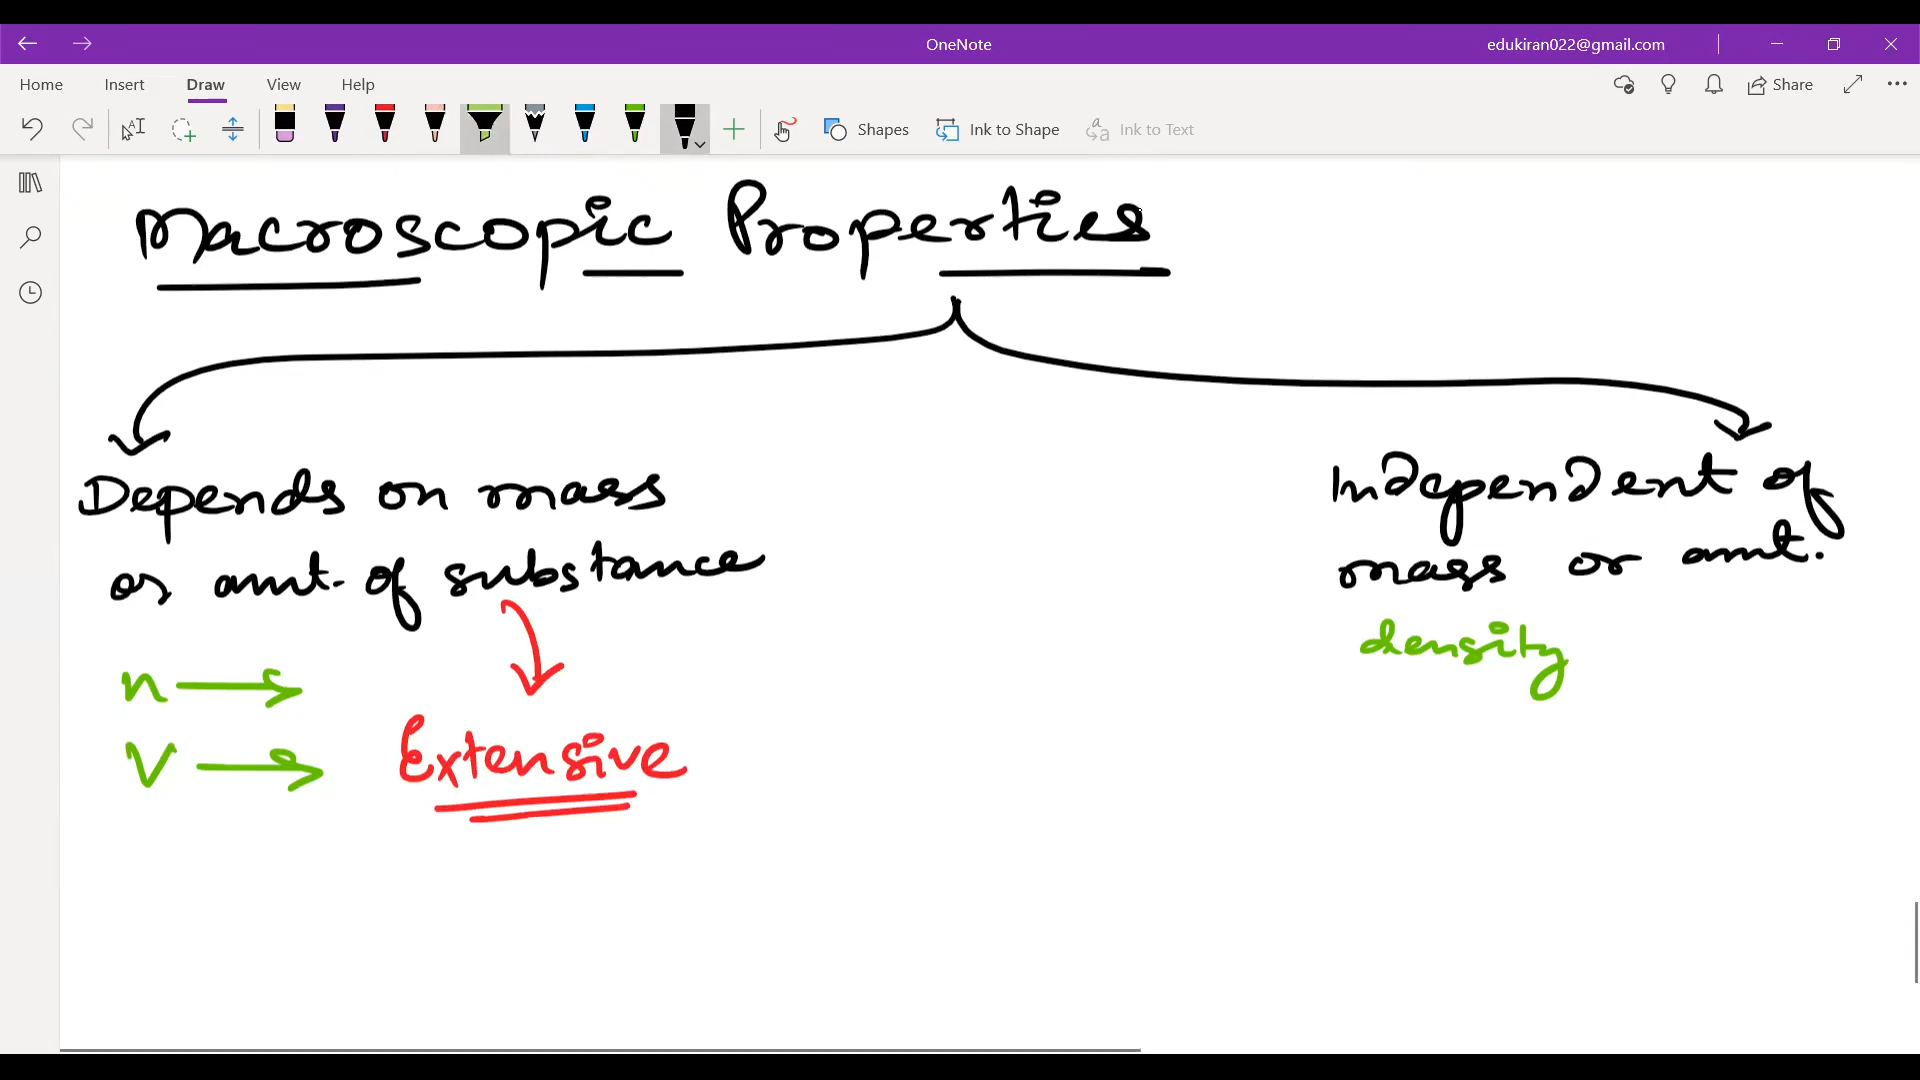 OneNote
edukiran022@gmail.com
Home Insert Draw View Help
Share
Shapes Ink to Shape Ink to Text
Macroscopic Properties
Depends on mass
or amt. of substance
Independent of
mass or amt.
density
n →
V →
Extensive